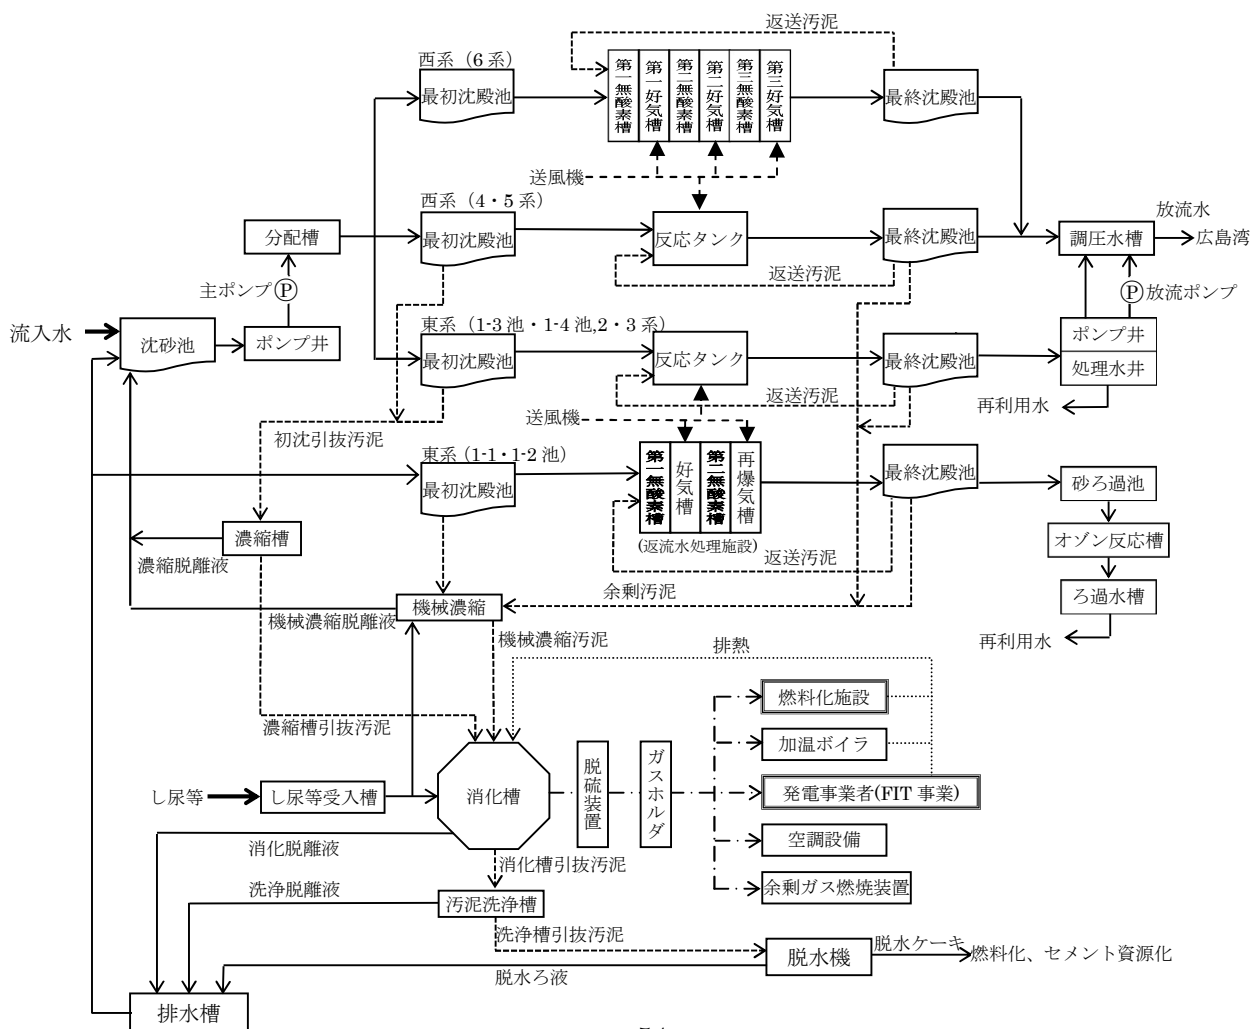 返送汚泥
西系（6系）
最初沈殿池
第一無酸素槽
第一好気槽
第二無酸素槽
第二好気槽
第三無酸素槽
第三好気槽
最終沈殿池
送風機
西系（4・5系）
分配槽
最初沈殿池
反応タンク
最終沈殿池
放流水
調圧水槽
広島湾
返送汚泥
主ポンプ
P
P
放流ポンプ
流入水
沈砂池
ポンプ井
東系（1-3池・1-4池,2・3系）
最初沈殿池
反応タンク
最終沈殿池
ポンプ井
処理水井
返送汚泥
再利用水
送風機
初沈引抜汚泥
東系(1-1・1-2池)
最初沈殿池
第一無酸素槽
好気槽
第二無酸素槽
再曝気槽
最終沈殿池
砂ろ過池
濃縮槽
オゾン反応槽
(返流水処理施設)
返送汚泥
濃縮脱離液
余剰汚泥
ろ過水槽
機械濃縮
機械濃縮脱離液
機械濃縮汚泥
排熱
再利用水
燃料化施設
濃縮槽引抜汚泥
加温ボイラ
脱硫装置
ガスホルダ
し尿等
し尿等受入槽
消化槽
発電事業者(FIT事業)
空調設備
消化脱離液
消化槽引抜汚泥
洗浄脱離液
余剰ガス燃焼装置
汚泥洗浄槽
洗浄槽引抜汚泥
脱水機
脱水ケーキ
燃料化、セメント資源化
脱水ろ液
排水槽